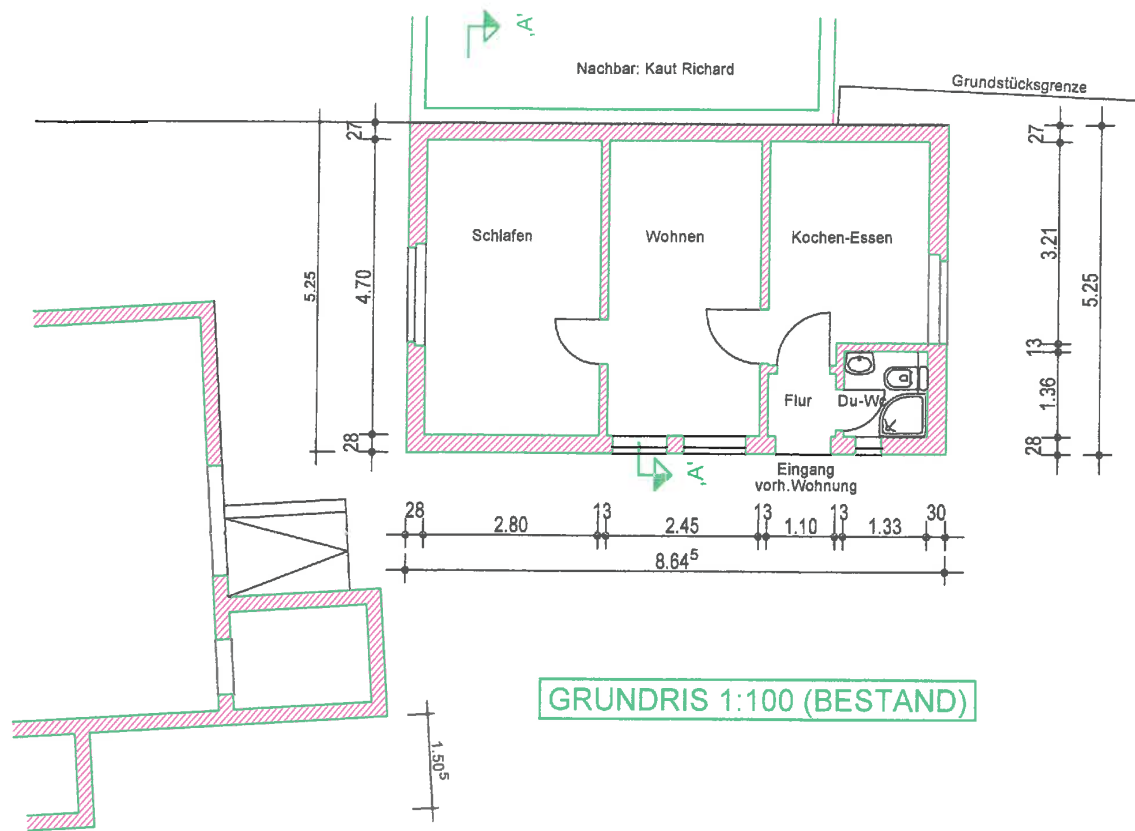 'A'
Nachbar: Kaut Richard
Grundstücksgrenze
27
4.70
28
5.25
Schlafen
Wohnen
Kochen-Essen
Flur
Du-Wc
27
3.21
13
1.36
28
5.25
'A'
Eingang
vorh.Wohnung
28 2.80 13 2.45 13 1.10 13 1.33 30
8.64⁵
GRUNDRIS 1:100 (BESTAND)
1.50⁵